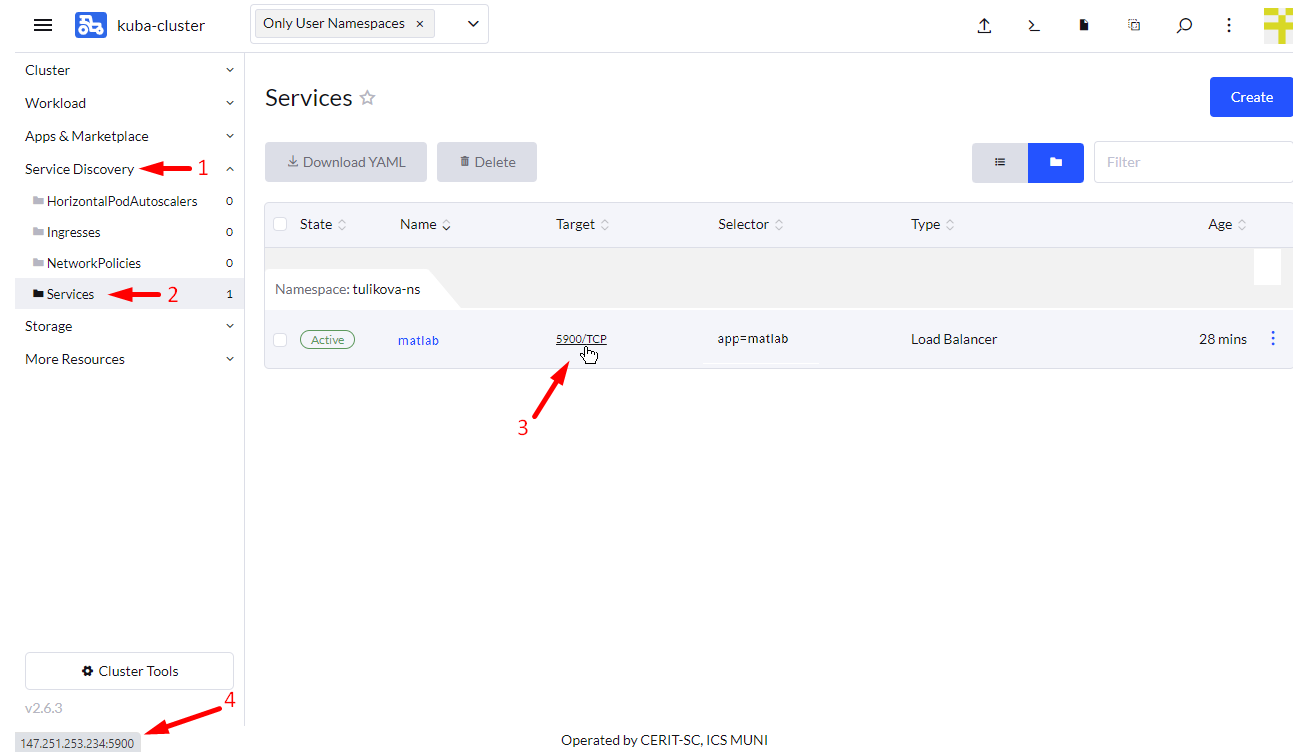 kuba-cluster
Only User Namespaces ×
Cluster
Workload
Apps & Marketplace
Service Discovery 1
HorizontalPodAutoscalers 0
Ingresses 0
NetworkPolicies 0
Services 2 1
Storage
More Resources
Services
Create
Download YAML Delete
Filter
State Name Target Selector Type Age
Namespace: tulikova-ns
Active matlab 5900/TCP app=matlab Load Balancer 28 mins
3
Cluster Tools
4
v2.6.3
147.251.253.234:5900
Operated by CERIT-SC, ICS MUNI